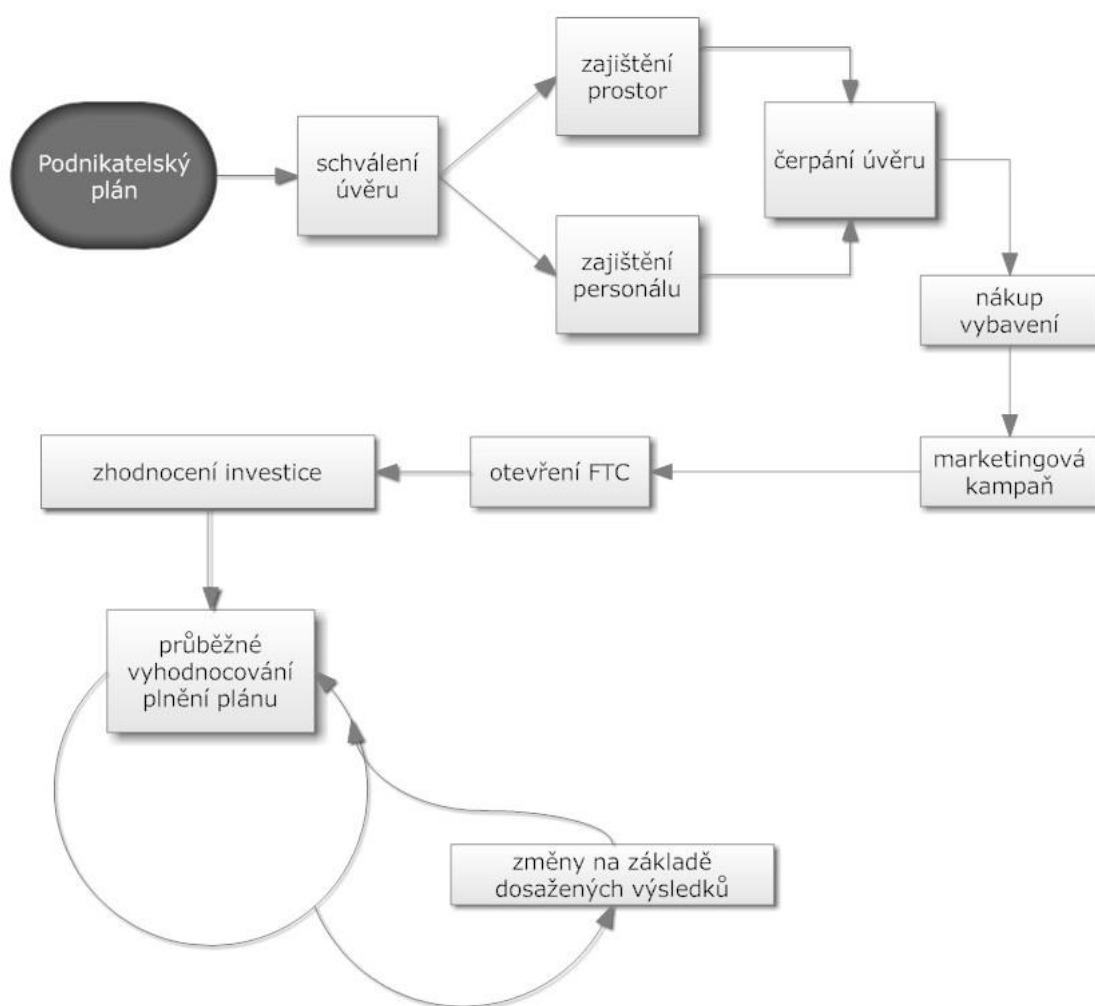 Podnikatelský
plán
schválení
úvěru
zajištění
prostor
zajištění
personálu
čerpání úvěru
nákup
vybavení
marketingová
kampaň
otevření FTC
zhodnocení investice
průběžné
vyhodnocování
plnění plánu
změny na základě
dosažených výsledků